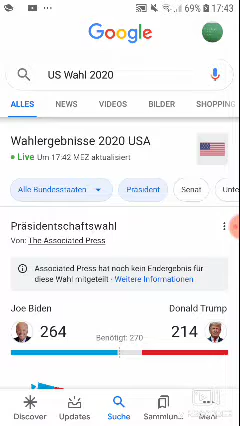 69% 17:43
Google
US Wahl 2020
ALLES NEWS VIDEOS BILDER SHOPPING
Wahlergebnisse 2020 USA
Live Um 17:42 MEZ aktualisiert
Alle Bundesstaaten Präsident Senat Unte
Präsidentschaftswahl
Von: The Associated Press
Associated Press hat noch kein Endergebnis für
diese Wahl mitgeteilt · Weitere Informationen
Joe Biden Donald Trump
264 Benötigt: 270 214
Discover Updates Suche Sammlun... Menü